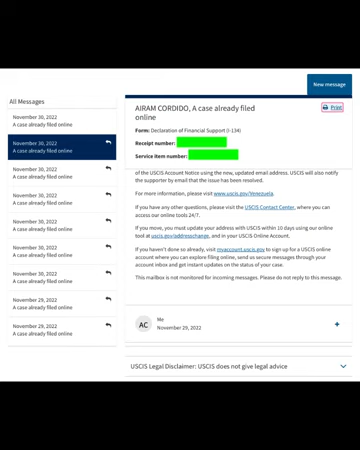 New message
All Messages
November 30, 2022
A case already filed online
November 30, 2022
A case already filed online
November 30, 2022
A case already filed online
November 30, 2022
A case already filed online
November 30, 2022
A case already filed online
November 30, 2022
A case already filed online
November 30, 2022
A case already filed online
November 29, 2022
A case already filed online
November 29, 2022
A case already filed online
AIRAM CORDIDO, A case already filed
online
Print
Form: Declaration of Financial Support (I-134)
Receipt number:
Service item number:
of the USCIS Account Notice using the new, updated email address. USCIS will also notify
the supporter by email that the issue has been resolved.
For more information, please visit www.uscis.gov/Venezuela.
If you have any other questions, please visit the USCIS Contact Center, where you can
access our online tools 24/7.
If you move, you must update your address with USCIS within 10 days using our online
tool at uscis.gov/addresschange, and in your USCIS Online Account.
If you haven't done so already, visit myaccount.uscis.gov to sign up for a USCIS online
account where you can explore filing online, send us secure messages through your
account inbox and get instant updates on the status of your case.
This mailbox is not monitored for incoming messages. Please do not reply to this message.
AC
Me
November 29, 2022
USCIS Legal Disclaimer: USCIS does not give legal advice